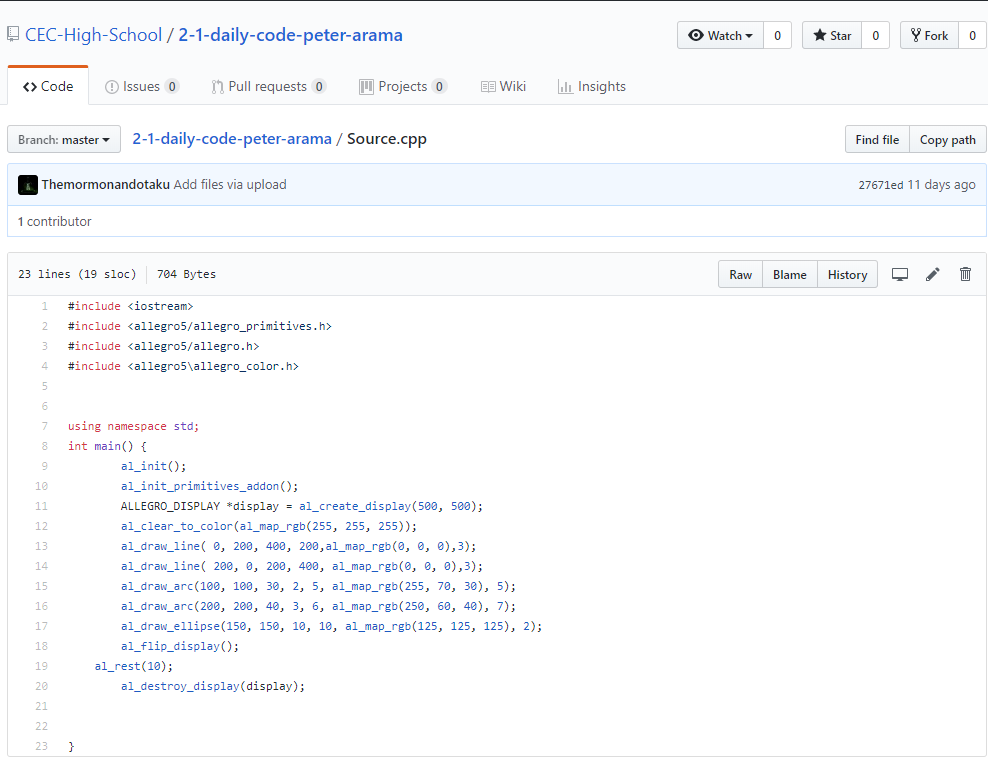 CEC-High-School / 2-1-daily-code-peter-arama Watch 0 Star 0 Fork 0
Code Issues 0 Pull requests 0 Projects 0 Wiki Insights
Branch: master 2-1-daily-code-peter-arama / Source.cpp Find file Copy path
Themormonandotaku Add files via upload 27671ed 11 days ago
1 contributor
23 lines (19 sloc) 704 Bytes Raw Blame History
1 #include <iostream>
2 #include <allegro5/allegro_primitives.h>
3 #include <allegro5/allegro.h>
4 #include <allegro5\allegro_color.h>
5
6
7 using namespace std;
8 int main() {
9 al_init();
10 al_init_primitives_addon();
11 ALLEGRO_DISPLAY *display = al_create_display(500, 500);
12 al_clear_to_color(al_map_rgb(255, 255, 255));
13 al_draw_line( 0, 200, 400, 200,al_map_rgb(0, 0, 0),3);
14 al_draw_line( 200, 0, 200, 400, al_map_rgb(0, 0, 0),3);
15 al_draw_arc(100, 100, 30, 2, 5, al_map_rgb(255, 70, 30), 5);
16 al_draw_arc(200, 200, 40, 3, 6, al_map_rgb(250, 60, 40), 7);
17 al_draw_ellipse(150, 150, 10, 10, al_map_rgb(125, 125, 125), 2);
18 al_flip_display();
19 al_rest(10);
20 al_destroy_display(display);
21
22
23 }